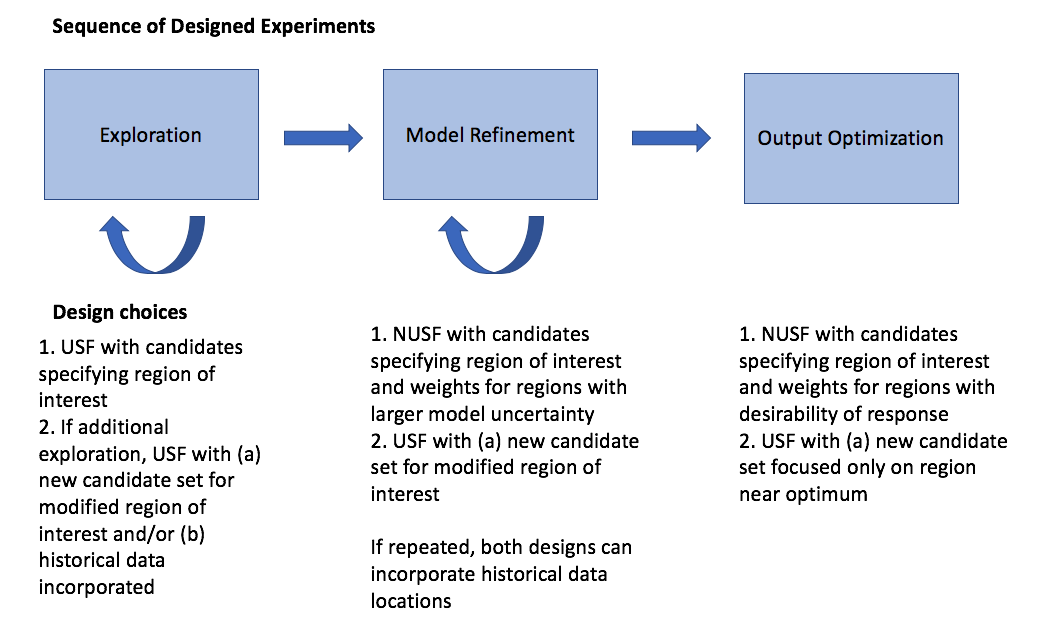 Sequence of Designed Experiments
Exploration
Model Refinement
Output Optimization
Design choices
1. USF with candidates
specifying region of
interest
2. If additional
exploration, USF with (a)
new candidate set for
modified region of
interest and/or (b)
historical data
incorporated
1. NUSF with candidates
specifying region of interest
and weights for regions with
larger model uncertainty
2. USF with (a) new candidate
set for modified region of
interest
If repeated, both designs can
incorporate historical data
locations
1. NUSF with candidates
specifying region of interest
and weights for regions with
desirability of response
2. USF with (a) new candidate
set focused only on region
near optimum